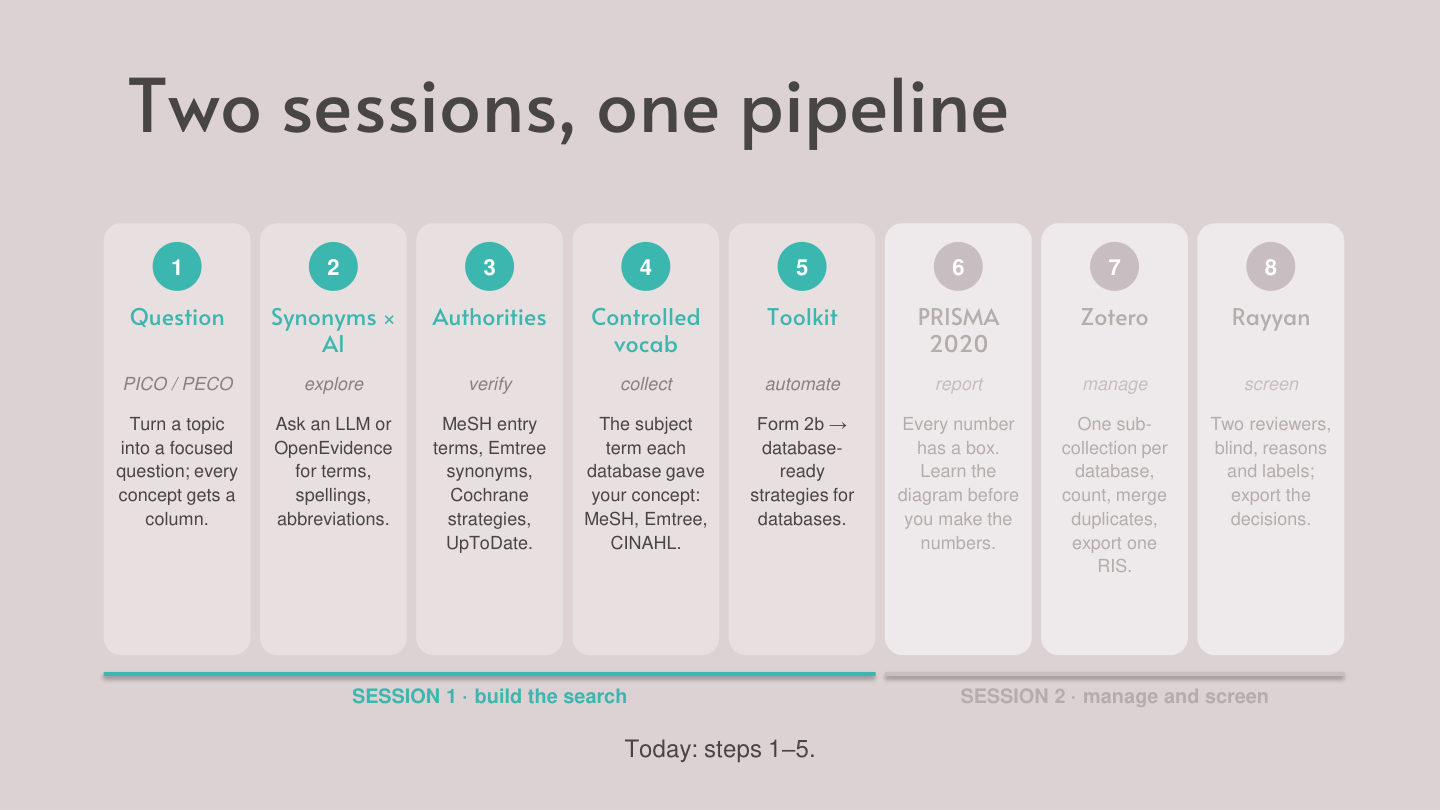 Two sessions, one pipeline
1
Question
PICO / PECO
Turn a topic
into a focused
question; every
concept gets a
column.
2
Synonyms ×
AI
explore
Ask an LLM or
OpenEvidence
for terms,
spellings,
abbreviations.
3
Authorities
verify
MeSH entry
terms, Emtree
synonyms,
Cochrane
strategies,
UpToDate.
4
Controlled
vocab
collect
The subject
term each
database gave
your concept:
MeSH, Emtree,
CINAHL.
5
Toolkit
automate
Form 2b →
database-
ready
strategies for
databases.
6
PRISMA
2020
report
Every number
has a box.
Learn the
diagram before
you make the
numbers.
7
Zotero
manage
One sub-
collection per
database,
count, merge
duplicates,
export one
RIS.
8
Rayyan
screen
Two reviewers,
blind, reasons
and labels;
export the
decisions.
SESSION 1 · build the search
SESSION 2 · manage and screen
Today: steps 1–5.